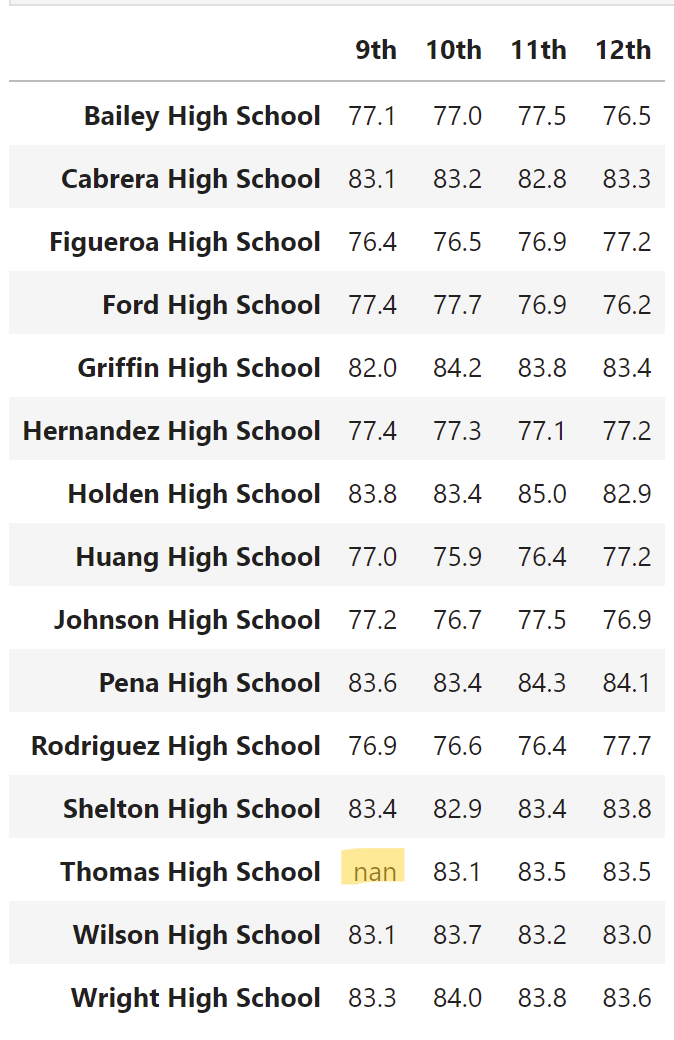 9th 10th 11th 12th
Bailey High School 77.1 77.0 77.5 76.5
Cabrera High School 83.1 83.2 82.8 83.3
Figueroa High School 76.4 76.5 76.9 77.2
Ford High School 77.4 77.7 76.9 76.2
Griffin High School 82.0 84.2 83.8 83.4
Hernandez High School 77.4 77.3 77.1 77.2
Holden High School 83.8 83.4 85.0 82.9
Huang High School 77.0 75.9 76.4 77.2
Johnson High School 77.2 76.7 77.5 76.9
Pena High School 83.6 83.4 84.3 84.1
Rodriguez High School 76.9 76.6 76.4 77.7
Shelton High School 83.4 82.9 83.4 83.8
Thomas High School nan 83.1 83.5 83.5
Wilson High School 83.1 83.7 83.2 83.0
Wright High School 83.3 84.0 83.8 83.6